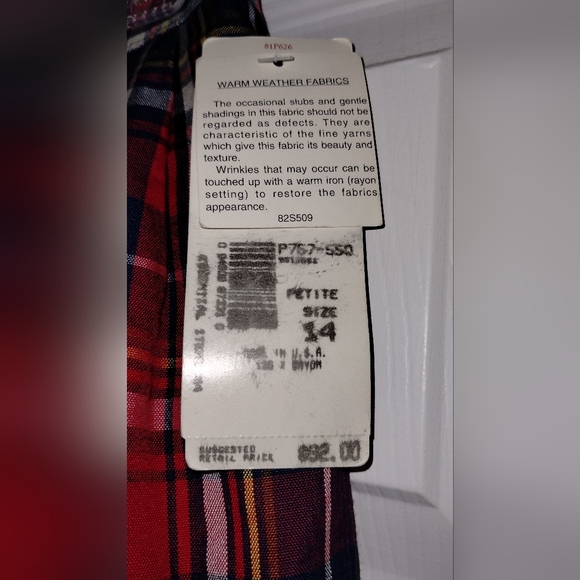 81P626
WARM WEATHER FABRICS
The occasional slubs and gentle
shadings in this fabric should not be
regarded as defects. They are
characteristic of the fine yarns
which give this fabric its beauty and
texture.
Wrinkles that may occur can be
touched up with a warm iron (rayon
setting) to restore the fabrics
appearance.
82S509
P767-550
PETITE
SIZE
14
IN U.S.A.
RAYON
SUGGESTED
RETAIL PRICE
$92.00